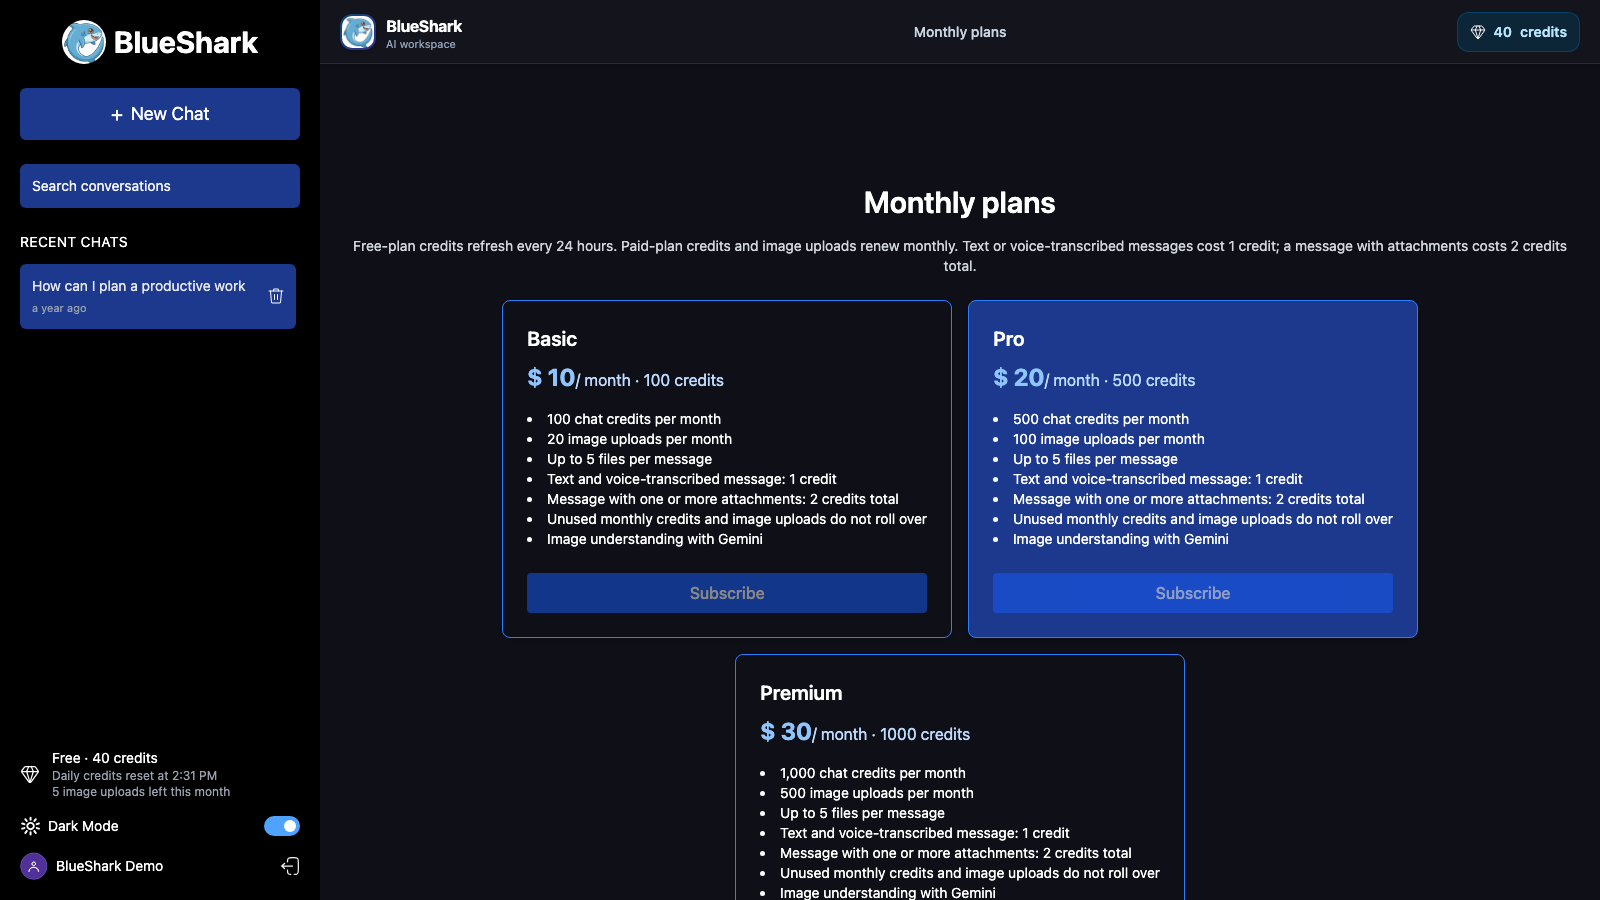 BlueShark
+ New Chat
Search conversations
RECENT CHATS
How can I plan a productive work
a year ago
Free · 40 credits
Daily credits reset at 2:31 PM
5 image uploads left this month
Dark Mode
BlueShark Demo
BlueShark
AI workspace
Monthly plans
40 credits
Monthly plans
Free-plan credits refresh every 24 hours. Paid-plan credits and image uploads renew monthly. Text or voice-transcribed messages cost 1 credit; a message with attachments costs 2 credits
total.
Basic
$ 10/ month · 100 credits
• 100 chat credits per month
• 20 image uploads per month
• Up to 5 files per message
• Text and voice-transcribed message: 1 credit
• Message with one or more attachments: 2 credits total
• Unused monthly credits and image uploads do not roll over
• Image understanding with Gemini
Subscribe
Pro
$ 20/ month · 500 credits
• 500 chat credits per month
• 100 image uploads per month
• Up to 5 files per message
• Text and voice-transcribed message: 1 credit
• Message with one or more attachments: 2 credits total
• Unused monthly credits and image uploads do not roll over
• Image understanding with Gemini
Subscribe
Premium
$ 30/ month · 1000 credits
• 1,000 chat credits per month
• 500 image uploads per month
• Up to 5 files per message
• Text and voice-transcribed message: 1 credit
• Message with one or more attachments: 2 credits total
• Unused monthly credits and image uploads do not roll over
• Image understanding with Gemini